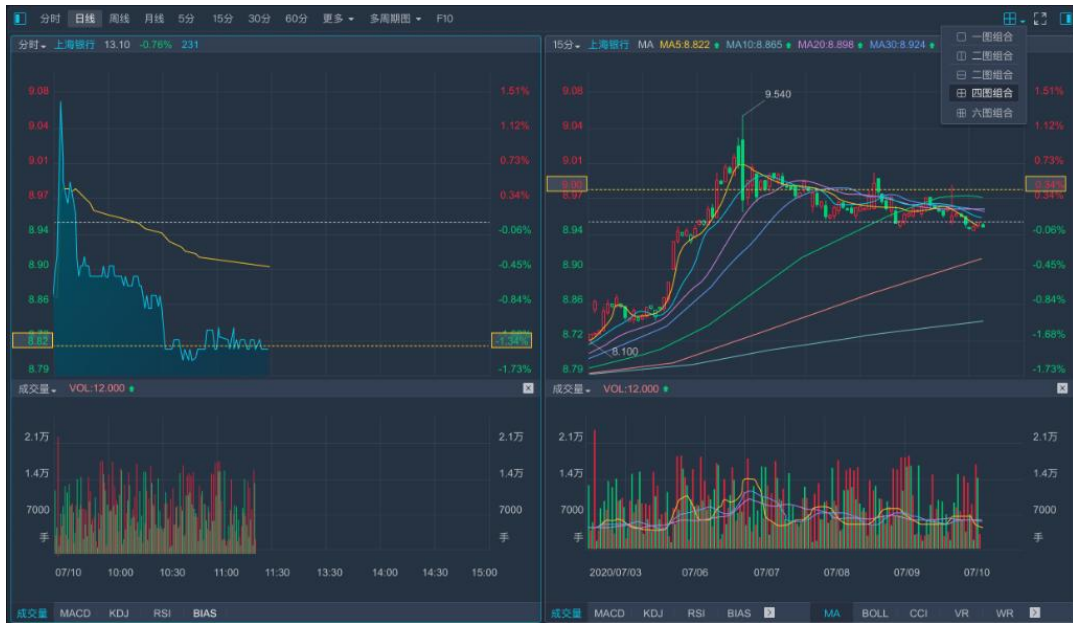 分时 日线 周线 月线 5分 15分 30分 60分 更多 多周期图 F10
一图组合
二图组合
二图组合
四图组合
六图组合
分时 上海银行 13.10 -0.76% 231
9.08 1.51%
9.04 1.12%
9.01 0.73%
8.97 0.34%
8.94 -0.06%
8.90 -0.45%
8.86 -0.84%
8.82 -1.34%
8.79 -1.73%
成交量 VOL:12.000
2.1万 2.1万
1.4万 1.4万
7000 7000
手 手
07/10 10:00 10:30 11:00 11:30 13:30 14:00 14:30 15:00
成交量 MACD KDJ RSI BIAS
15分 上海银行 MA MA5:8.822 MA10:8.865 MA20:8.898 MA30:8.924
9.540
9.08 1.51%
9.04 1.12%
9.01 0.73%
9.00 0.34%
8.97 0.34%
8.94 -0.06%
8.90 -0.45%
8.86 -0.84%
8.72 -1.68%
8.100
8.79 -1.73%
成交量 VOL:12.000
2.1万 2.1万
1.4万 1.4万
7000 7000
手 手
2020/07/03 07/06 07/07 07/08 07/09 07/10
成交量 MACD KDJ RSI BIAS MA BOLL CCI VR WR